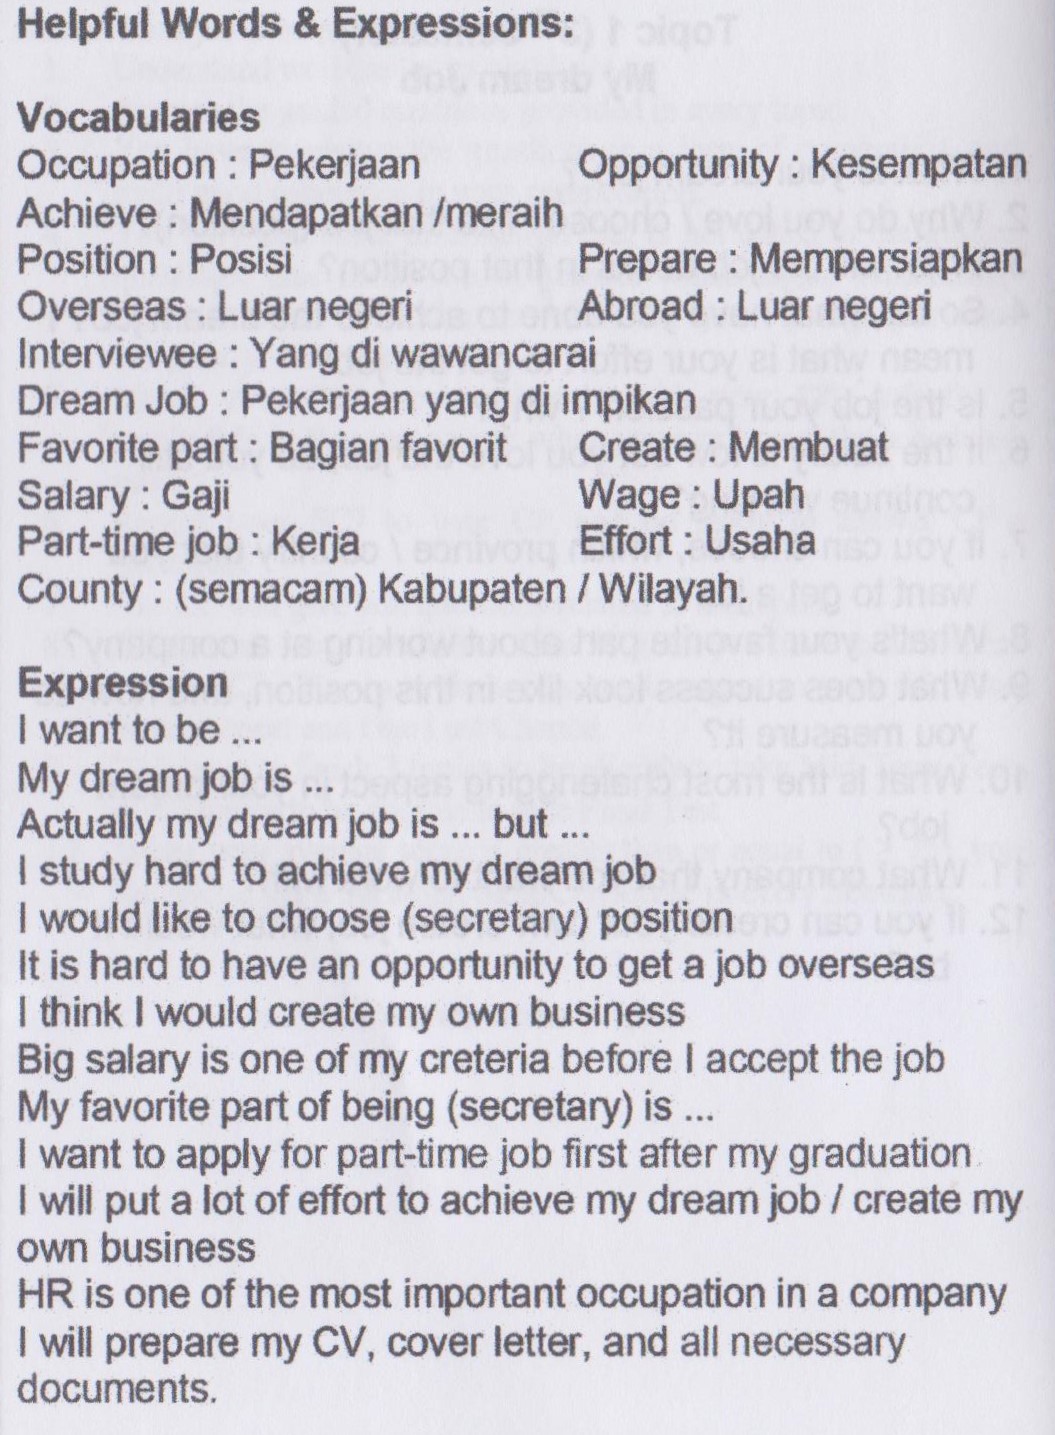 Helpful Words & Expressions:
Vocabularies
Occupation : Pekerjaan Opportunity : Kesempatan
Achieve : Mendapatkan /meraih
Position : Posisi Prepare : Mempersiapkan
Overseas : Luar negeri Abroad : Luar negeri
Interviewee : Yang di wawancarai
Dream Job : Pekerjaan yang di impikan
Favorite part : Bagian favorit Create : Membuat
Salary : Gaji Wage : Upah
Part-time job : Kerja Effort : Usaha
County : (semacam) Kabupaten / Wilayah.
Expression
I want to be ...
My dream job is ...
Actually my dream job is ... but ...
I study hard to achieve my dream job
I would like to choose (secretary) position
It is hard to have an opportunity to get a job overseas
I think I would create my own business
Big salary is one of my creteria before I accept the job
My favorite part of being (secretary) is ...
I want to apply for part-time job first after my graduation
I will put a lot of effort to achieve my dream job / create my
own business
HR is one of the most important occupation in a company
I will prepare my CV, cover letter, and all necessary
documents.